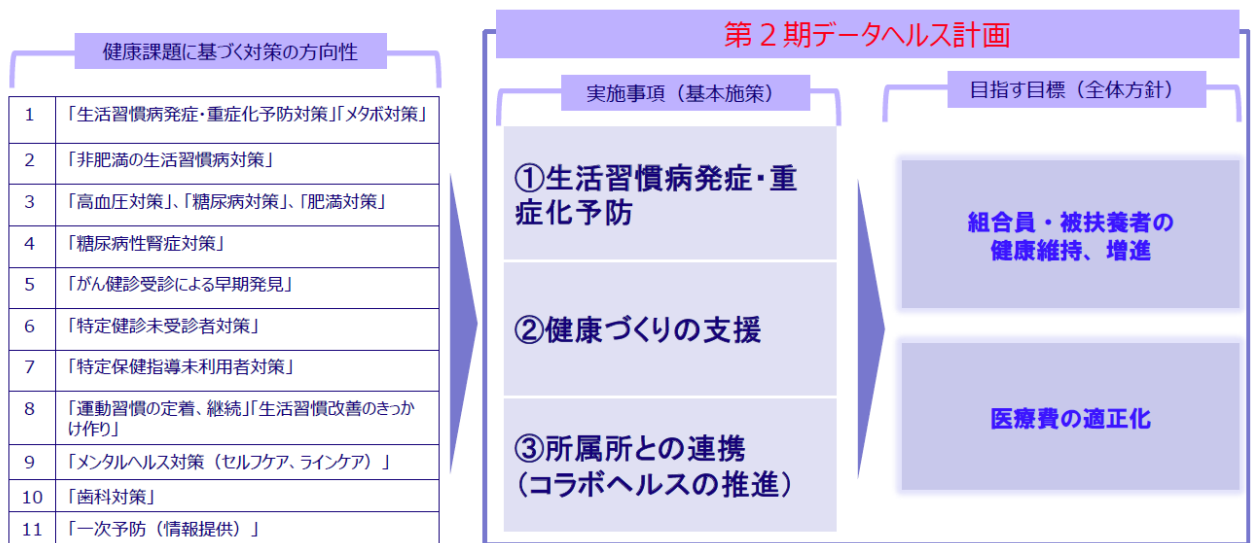 第２期データヘルス計画
健康課題に基づく対策の方向性
1 「生活習慣病発症・重症化予防対策」「メタボ対策」
2 「非肥満の生活習慣病対策」
3 「高血圧対策」、「糖尿病対策」、「肥満対策」
4 「糖尿病性腎症対策」
5 「がん健診受診による早期発見」
6 「特定健診未受診者対策」
7 「特定保健指導未利用者対策」
8 「運動習慣の定着、継続」「生活習慣改善のきっか
け作り」
9 「メンタルヘルス対策（セルフケア、ラインケア）」
10 「歯科対策」
11 「一次予防（情報提供）」
実施事項（基本施策）
①生活習慣病発症・重
症化予防
②健康づくりの支援
③所属所との連携
（コラボヘルスの推進）
目指す目標（全体方針）
組合員・被扶養者の
健康維持、増進
医療費の適正化